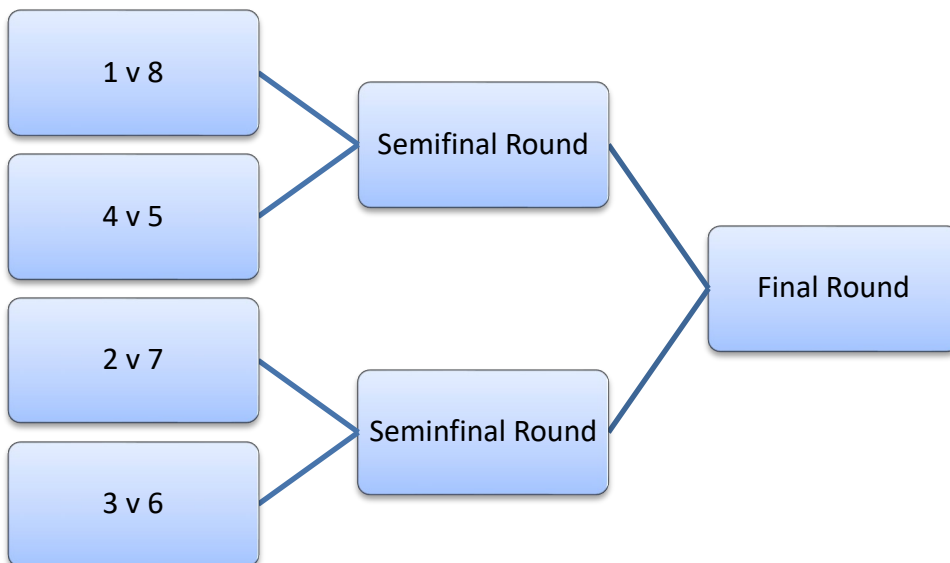 1 v 8
4 v 5
2 v 7
3 v 6
Semifinal Round
Seminfinal Round
Final Round